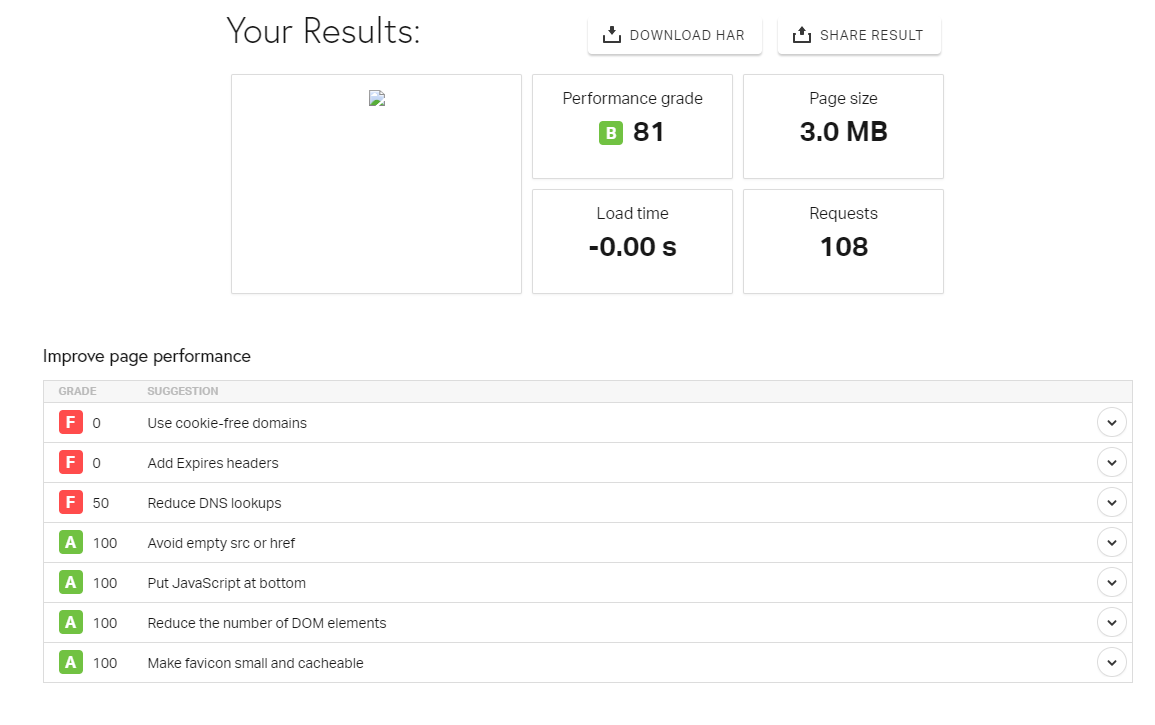 Your Results:
DOWNLOAD HAR
SHARE RESULT
Performance grade
B 81
Page size
3.0 MB
Load time
-0.00 s
Requests
108
Improve page performance
GRADE SUGGESTION
F 0 Use cookie-free domains
F 0 Add Expires headers
F 50 Reduce DNS lookups
A 100 Avoid empty src or href
A 100 Put JavaScript at bottom
A 100 Reduce the number of DOM elements
A 100 Make favicon small and cacheable